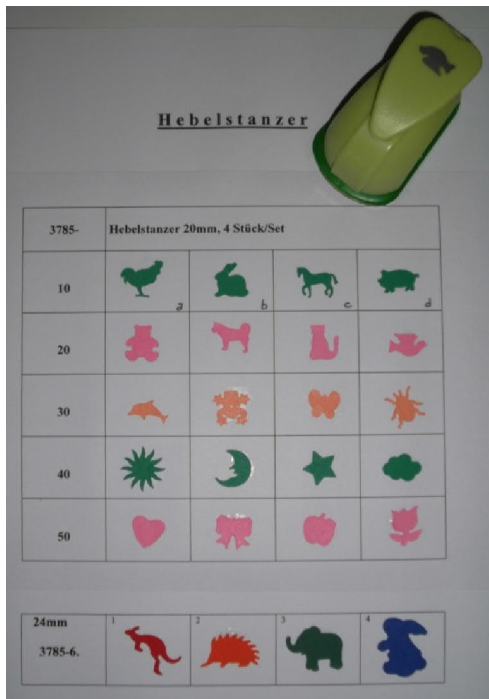 Hebelstanzer
3785- Hebelstanzer 20mm, 4 Stück/Set
10
a b c d
20
30
40
50
24mm 1 2 3 4
3785-6.